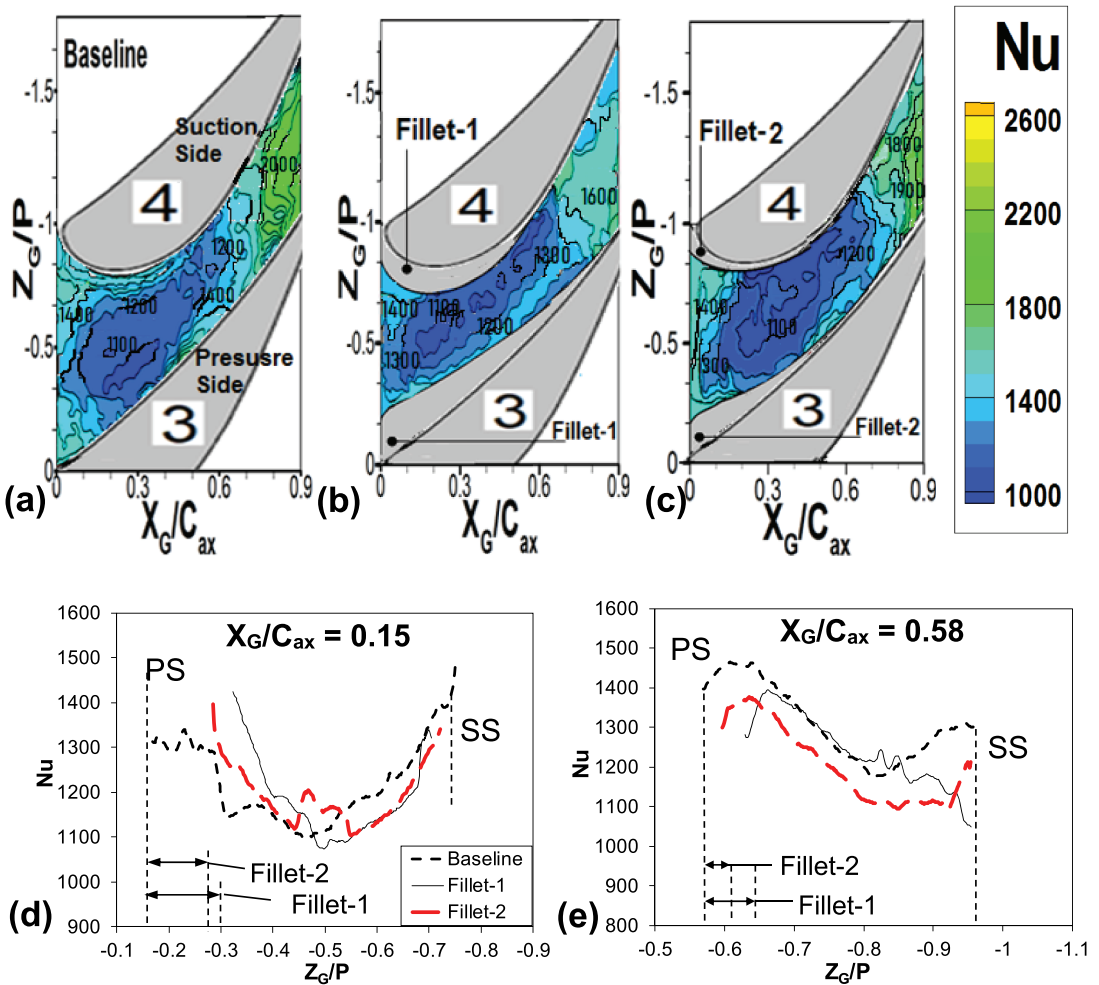 Baseline
Suction
Side
4
2000
1200
1400
1400
1200
1100
Presusre
Side
3
-1.5
-1
-0.5
0
Z_G/P
0
0.3
0.6
0.9
X_G/C_ax
(a)
Fillet-1
4
1600
1300
1400
1100
1200
1300
3
Fillet-1
-1.5
-1
-0.5
0
Z_G/P
0
0.3
0.6
0.9
X_G/C_ax
(b)
Fillet-2
4
1800
1900
1200
1400
1100
1300
3
Fillet-2
-1.5
-1
-0.5
0
Z_G/P
0
0.3
0.6
0.9
X_G/C_ax
(c)
Nu
2600
2200
1800
1400
1000
X_G/C_ax = 0.15
PS
SS
Nu
1600
1500
1400
1300
1200
1100
1000
900
Fillet-2
Fillet-1
Baseline
Fillet-1
Fillet-2
-0.1 -0.2 -0.3 -0.4 -0.5 -0.6 -0.7 -0.8 -0.9
Z_G/P
(d)
X_G/C_ax = 0.58
PS
SS
Nu
1600
1500
1400
1300
1200
1100
1000
900
800
Fillet-2
Fillet-1
-0.5 -0.6 -0.7 -0.8 -0.9 -1 -1.1
Z_G/P
(e)